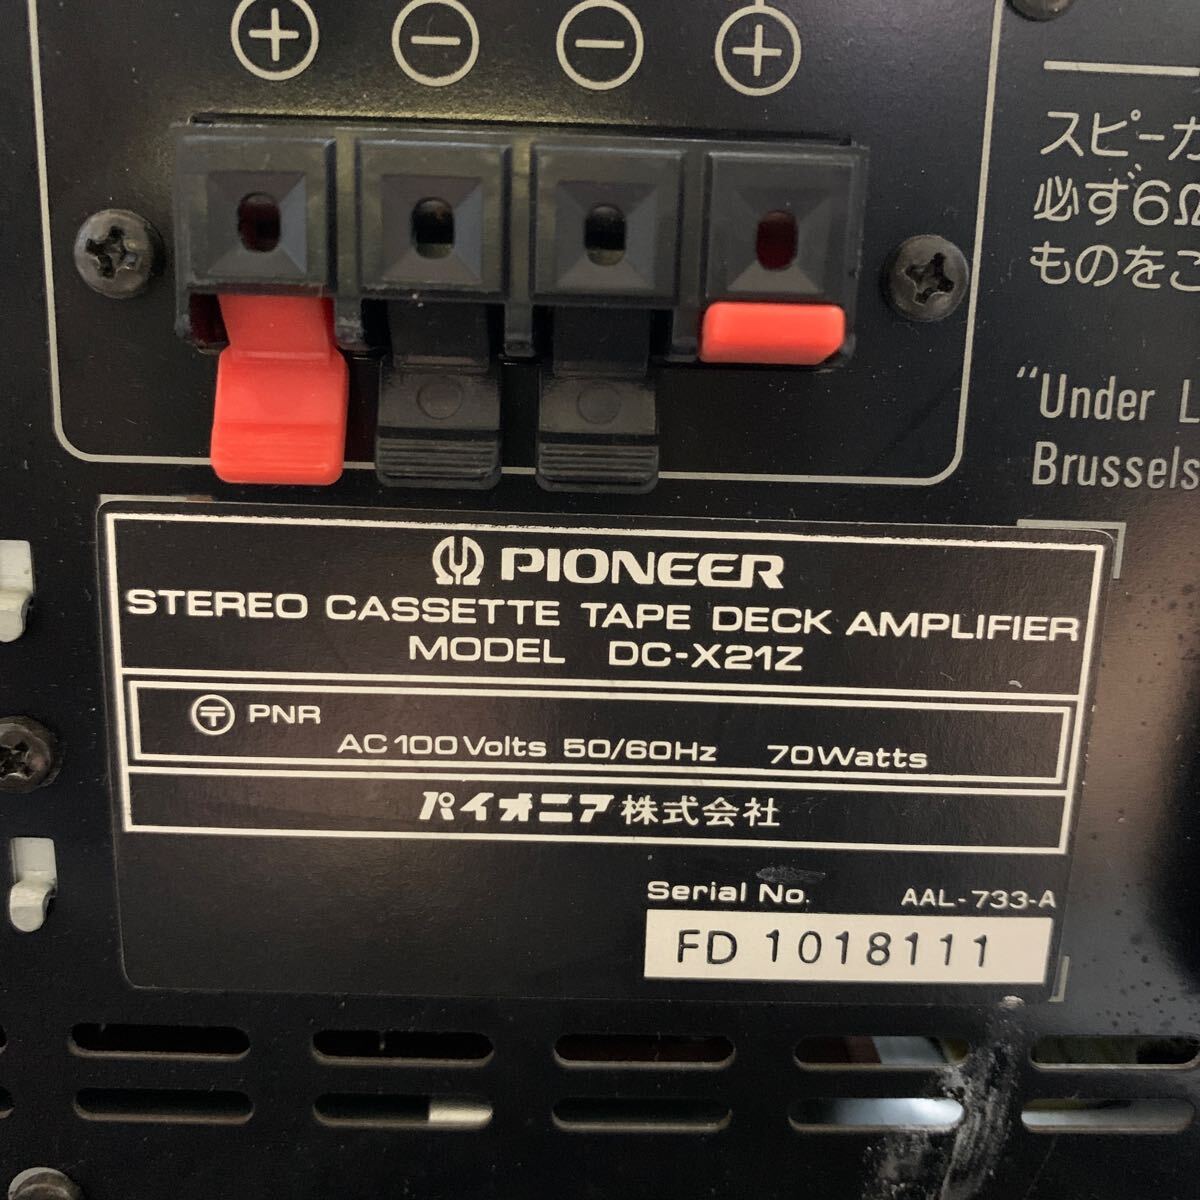 スピーカ
必ず6Ω
ものをご
"Under L
Brussels
PIONEER
STEREO CASSETTE TAPE DECK AMPLIFIER
MODEL DC-X21Z
〒 PNR
AC 100 Volts 50/60Hz 70Watts
パイオニア株式会社
Serial No. AAL-733-A
FD 1018111